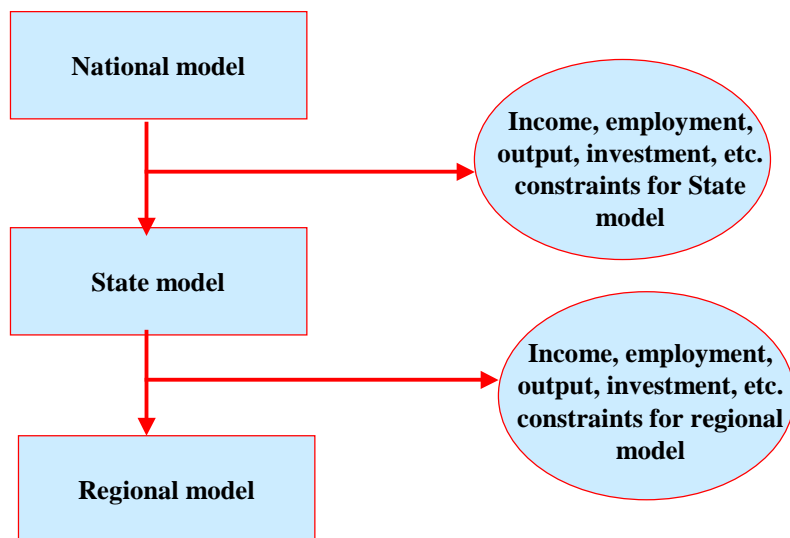 National model
Income, employment,
output, investment, etc.
constraints for State
model
State model
Income, employment,
output, investment, etc.
constraints for regional
model
Regional model